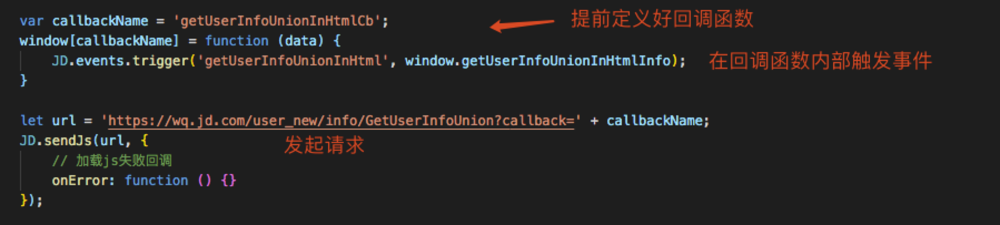 var callbackName = 'getUserInfoUnionInHtmlCb';
提前定义好回调函数
window[callbackName] = function (data) {
JD.events.trigger('getUserInfoUnionInHtml', window.getUserInfoUnionInHtmlInfo);
在回调函数内部触发事件
}
let url = 'https://wq.jd.com/user_new/info/GetUserInfoUnion?callback=' + callbackName;
JD.sendJs(url, {
发起请求
// 加载js失败回调
onError: function () {}
});